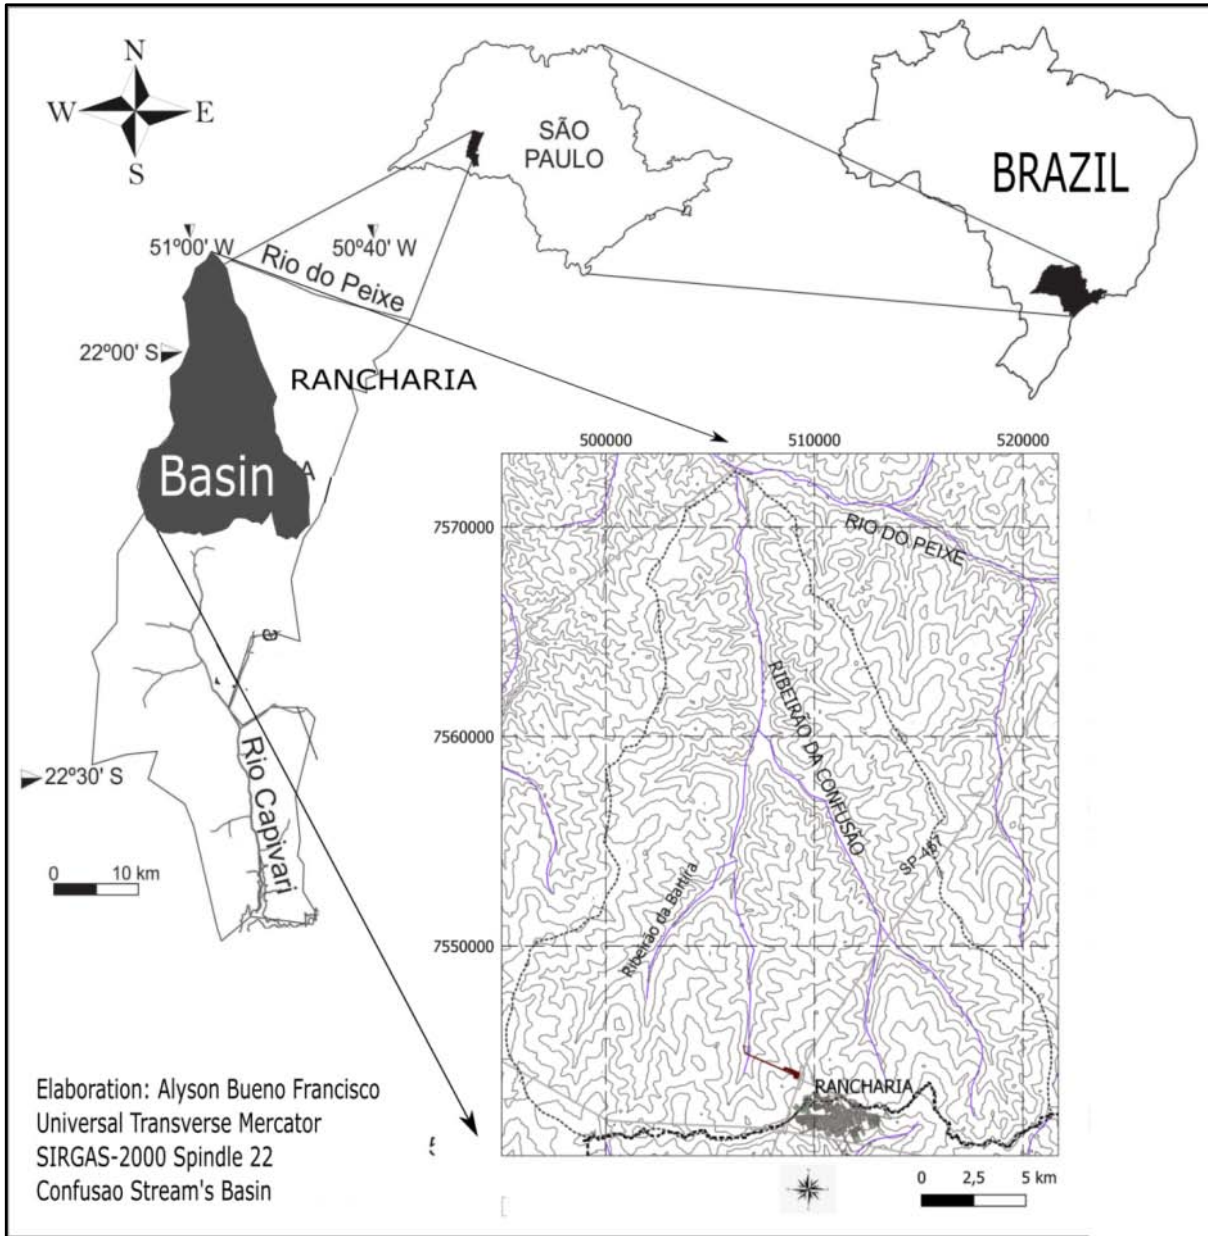 N
W E
S
SÃO
PAULO
BRAZIL
51º00' W
50º40' W
Rio do Peixe
22º00' S
RANCHARIA
Basin
A
a
Rio Capivari
22º30' S
0 10 km
500000 510000 520000
7570000
7560000
7550000
RIO DO PEIXE
RIBEIRÃO DA CONFUSÃO
SP-457
Ribeirão da Bartira
RANCHARIA
0 2,5 5 km
Elaboration: Alyson Bueno Francisco
Universal Transverse Mercator
SIRGAS-2000 Spindle 22
Confusao Stream's Basin